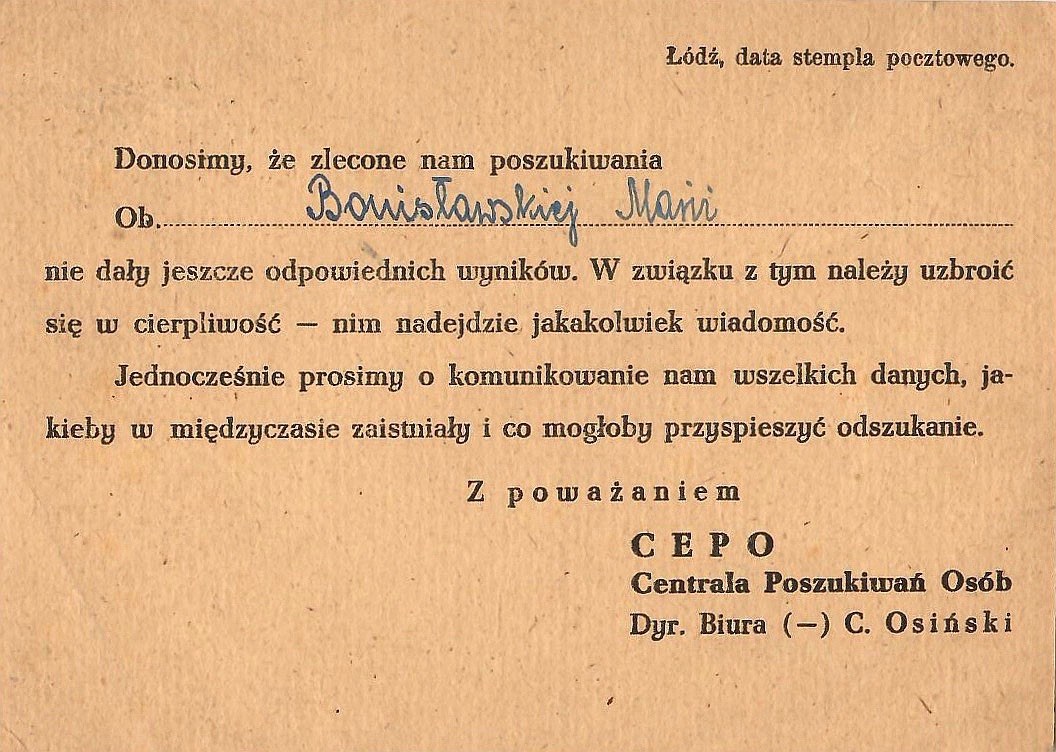 Łódź, data stempla pocztowego.
Donosimy, że zlecone nam poszukiwania
Ob. Bonisławskiej Marii
nie dały jeszcze odpowiednich wyników. W związku z tym należy uzbroić
się w cierpliwość — nim nadejdzie jakakolwiek wiadomość.
Jednocześnie prosimy o komunikowanie nam wszelkich danych, ja-
kieby w międzyczasie zaistniały i co mogłoby przyspieszyć odszukanie.
Z poważaniem
CEPO
Centrala Poszukiwań Osób
Dyr. Biura (—) C. Osiński